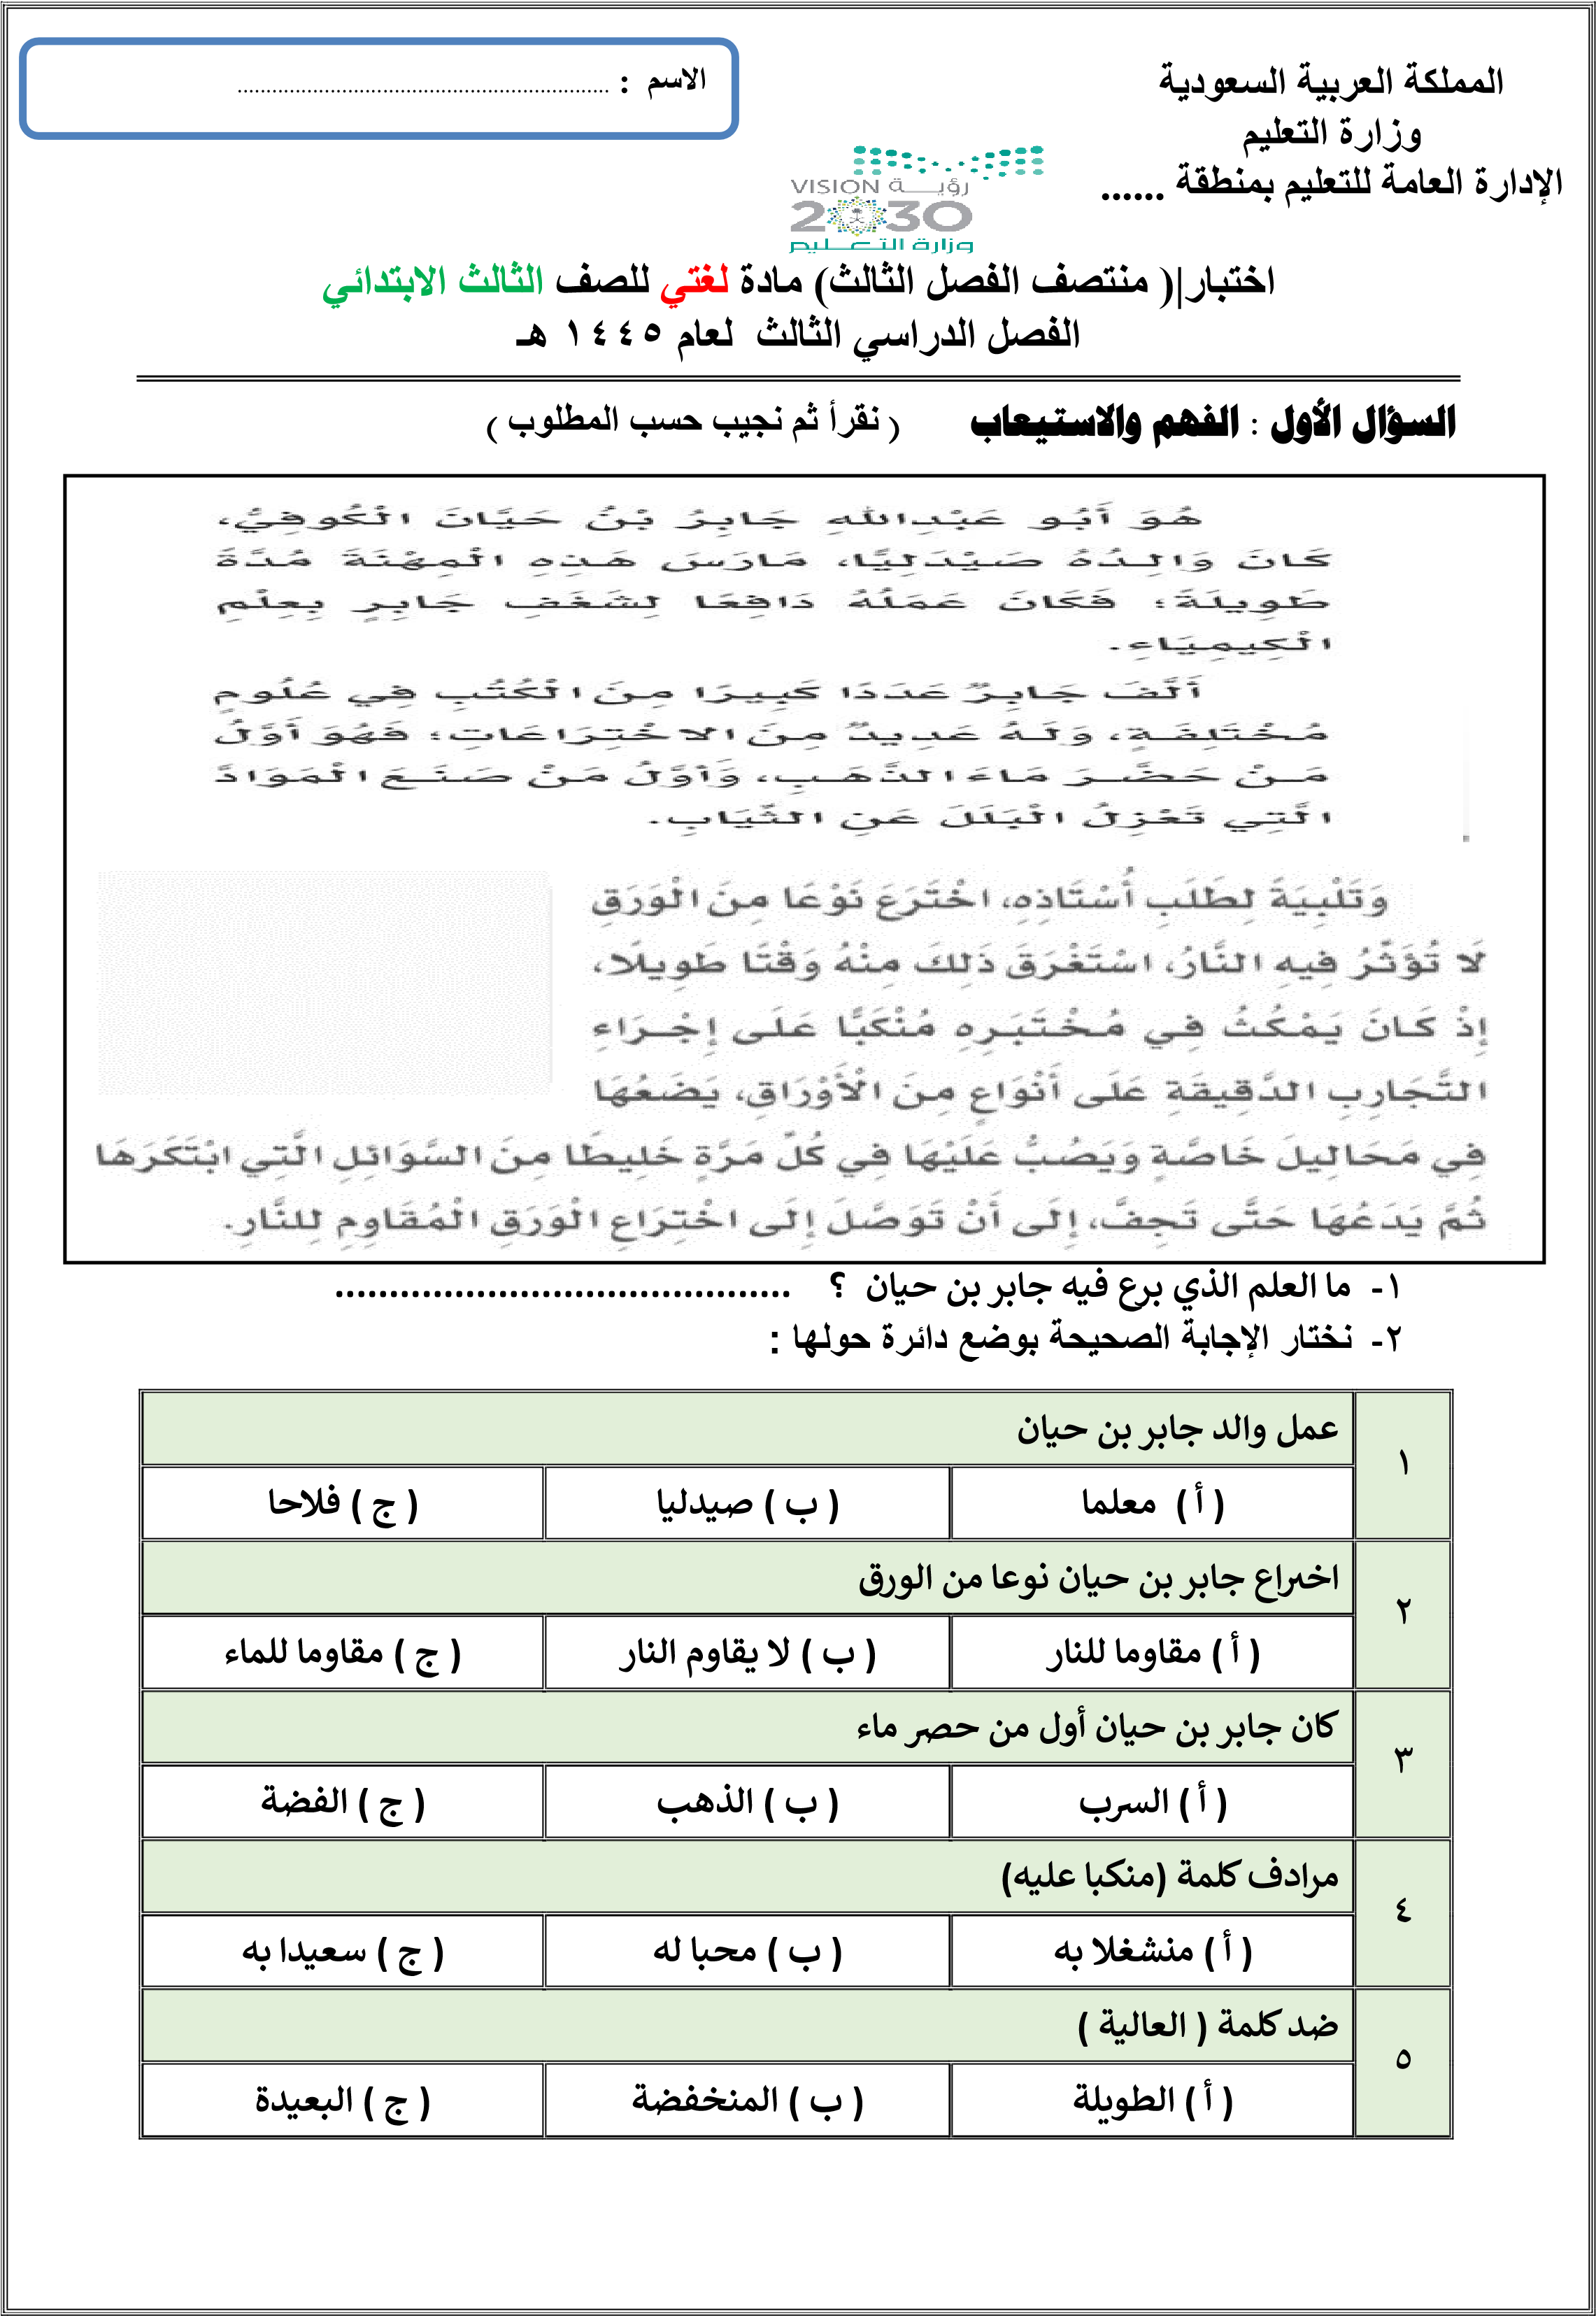 المملكة العربية السعودية
وزارة التعليم
الإدارة العامة للتعليم بمنطقة ......
الاسم : ................................................................
VISION رؤيــــة
2030
وزارة التعـــليم
اختبار|( منتصف الفصل الثالث) مادة لغتي للصف الثالث الابتدائي
الفصل الدراسي الثالث لعام ١٤٤٥ هـ
السؤال الأول : الفهم والاستيعاب ( نقرأ ثم نجيب حسب المطلوب )
هُوَ أَبُو عَبْدِاللهِ جَابِرُ بْنُ حَيَّانَ الْكُوفِيُّ،
كَانَ وَالِدُهُ صَيْدَلِيًّا، مَارَسَ هَذِهِ الْمِهْنَةَ مُدَّةً
طَوِيلَةً؛ فَكَانَ عَمَلُهُ دَافِعًا لِشَغَفِ جَابِرٍ بِعِلْمِ
الْكِيمِيَاءِ.
أَلَّفَ جَابِرٌ عَدَدًا كَبِيرًا مِنَ الْكُتُبِ فِي عُلُومٍ
مُخْتَلِفَةٍ، وَلَهُ عَدِيدٌ مِنَ الاخْتِرَاعَاتِ؛ فَهُوَ أَوَّلُ
مَنْ حَضَّرَ مَاءَ الذَّهَبِ، وَأَوَّلُ مَنْ صَنَعَ الْمَوَادَّ
الَّتِي تَعْزِلُ الْبَلَلَ عَنِ الثِّيَابِ.
وَتَلْبِيَةً لِطَلَبِ أُسْتَاذِهِ، اخْتَرَعَ نَوْعًا مِنَ الْوَرَقِ
لَا تُؤَثِّرُ فِيهِ النَّارُ، اسْتَغْرَقَ ذَلِكَ مِنْهُ وَقْتًا طَوِيلًا،
إِذْ كَانَ يَمْكُثُ فِي مُخْتَبَرِهِ مُنْكَبًّا عَلَى إِجْرَاءِ
التَّجَارِبِ الدَّقِيقَةِ عَلَى أَنْوَاعٍ مِنَ الْأَوْرَاقِ، يَضَعُهَا
فِي مَحَالِيلَ خَاصَّةٍ وَيَصُبُّ عَلَيْهَا فِي كُلِّ مَرَّةٍ خَلِيطًا مِنَ السَّوَائِلِ الَّتِي ابْتَكَرَهَا
ثُمَّ يَدَعُهَا حَتَّى تَجِفَّ، إِلَى أَنْ تَوَصَّلَ إِلَى اخْتِرَاعِ الْوَرَقِ الْمُقَاوِمِ لِلنَّارِ.
١- ما العلم الذي برع فيه جابر بن حيان ؟ ......................................
٢- نختار الإجابة الصحيحة بوضع دائرة حولها :
١ عمل والد جابر بن حيان
( أ ) معلما ( ب ) صيدليا ( ج ) فلاحا
٢ اختراع جابر بن حيان نوعا من الورق
( أ ) مقاوما للنار ( ب ) لا يقاوم النار ( ج ) مقاوما للماء
٣ كان جابر بن حيان أول من حصر ماء
( أ ) السرب ( ب ) الذهب ( ج ) الفضة
٤ مرادف كلمة (منكبا عليه)
( أ ) منشغلا به ( ب ) محبا له ( ج ) سعيدا به
٥ ضد كلمة ( العالية )
( أ ) الطويلة ( ب ) المنخفضة ( ج ) البعيدة